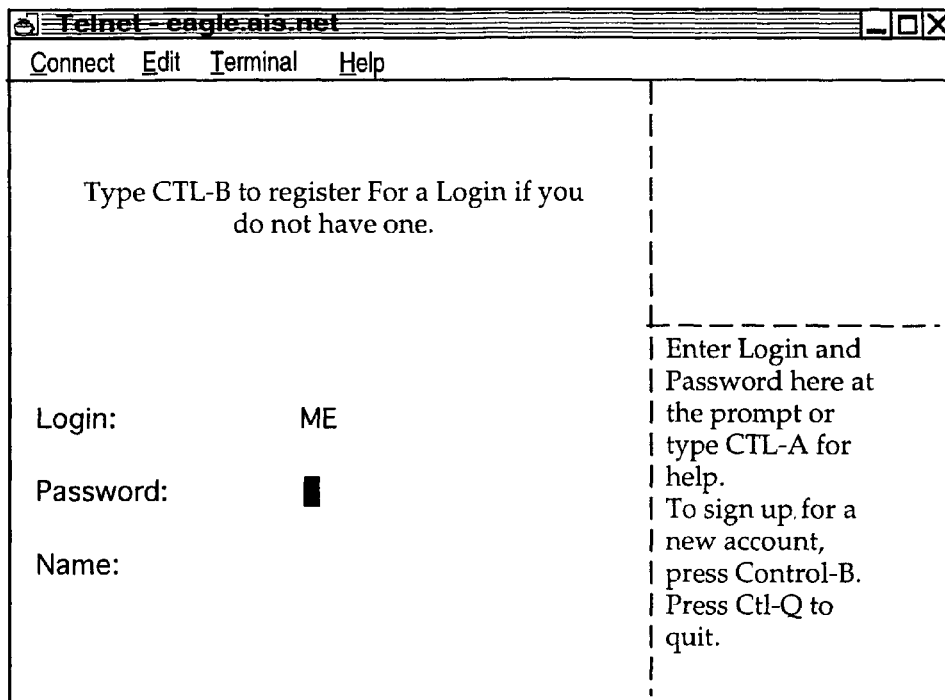 Telnet - eagle.ais.net
Connect Edit Terminal Help
Type CTL-B to register For a Login if you
do not have one.
Login: ME
Password:
Name:
Enter Login and
Password here at
the prompt or
type CTL-A for
help.
To sign up for a
new account,
press Control-B.
Press Ctl-Q to
quit.